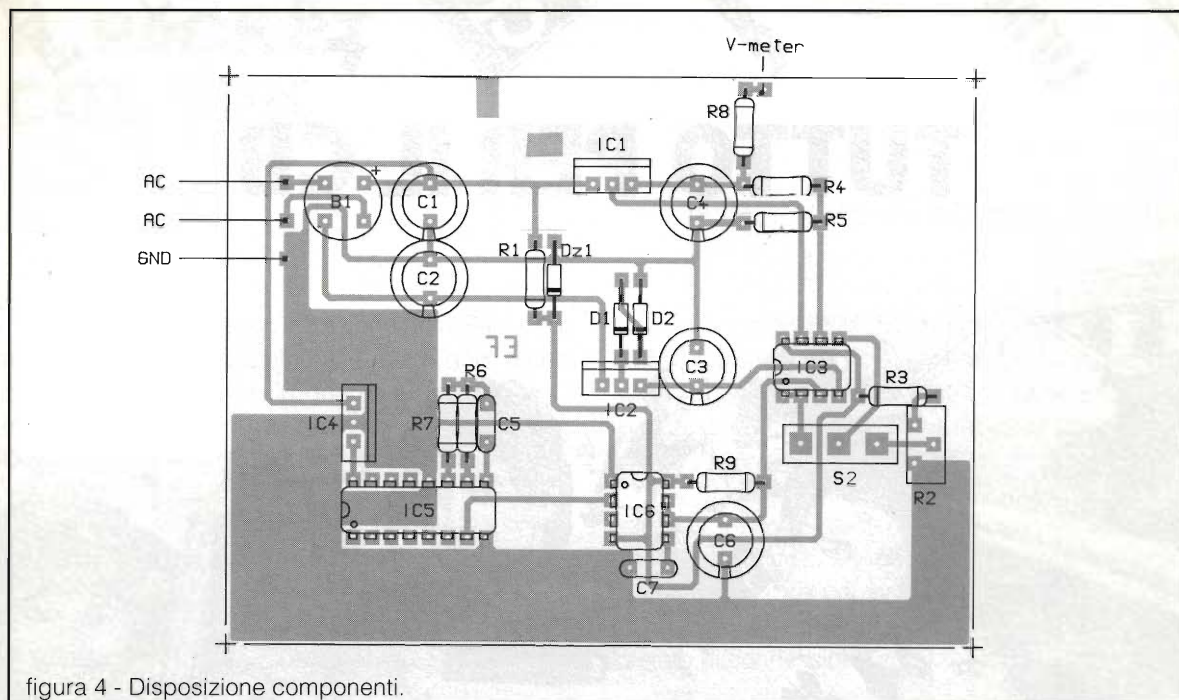 V-meter
R8
IC1
AC
B1
+
C1
C4
R4
AC
R5
GND
R1
Dz1
C2
D1
D2
C3
IC3
R6
R3
IC2
IC4
R7
C5
S2
R2
R9
IC5
IC6
C6
C7
figura 4 - Disposizione componenti.